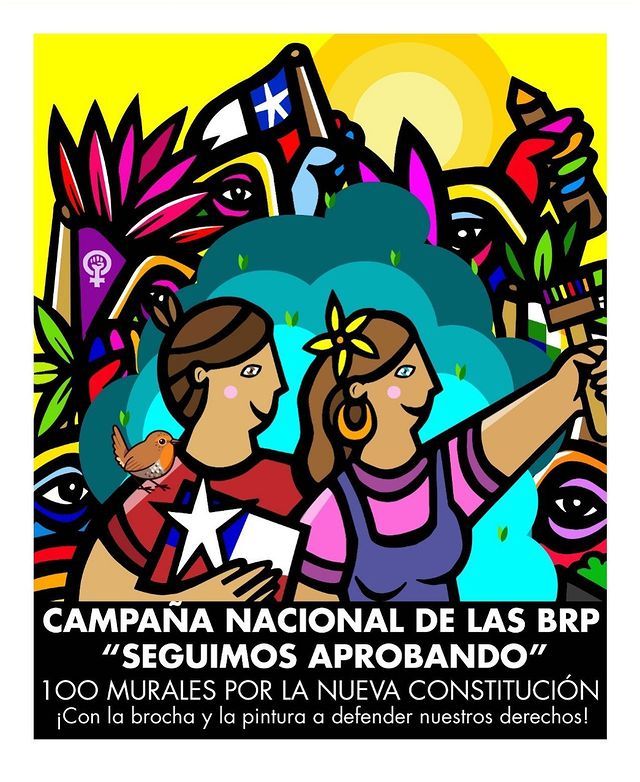 CAMPAÑA NACIONAL DE LAS BRP
“SEGUIMOS APROBANDO”
100 MURALES POR LA NUEVA CONSTITUCIÓN
¡Con la brocha y la pintura a defender nuestros derechos!